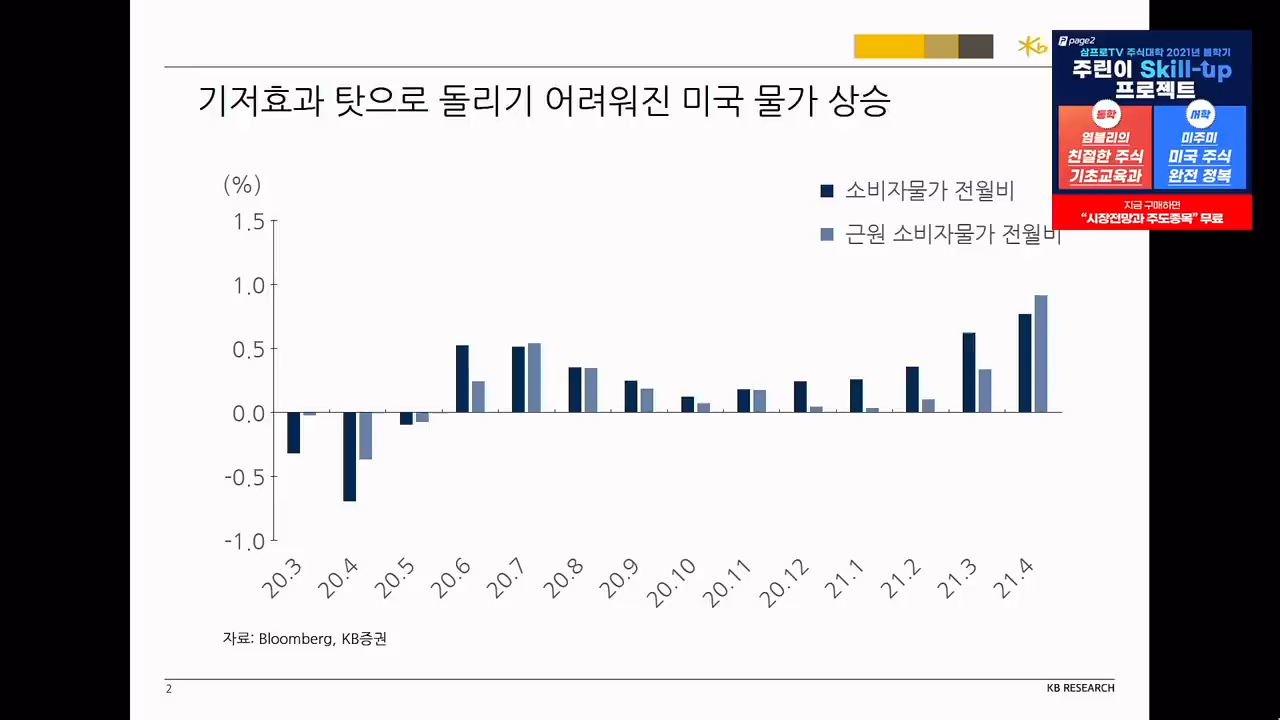 기저효과 탓으로 돌리기 어려워진 미국 물가 상승
(%)
소비자물가 전월비
근원 소비자물가 전월비
1.5
1.0
0.5
0.0
-0.5
-1.0
20.3
20.4
20.5
20.6
20.7
20.8
20.9
20.10
20.11
20.12
21.1
21.2
21.3
21.4
자료: Bloomberg, KB증권
2
KB RESEARCH
Kb
page2
삼프로TV 주식대학 2021년 봄학기
주린이 Skill-up
프로젝트
동학
염블리의
친절한 주식
기초교육과
서학
미주미
미국 주식
완전 정복
지금 구매하면
"시장전망과 주도종목" 무료